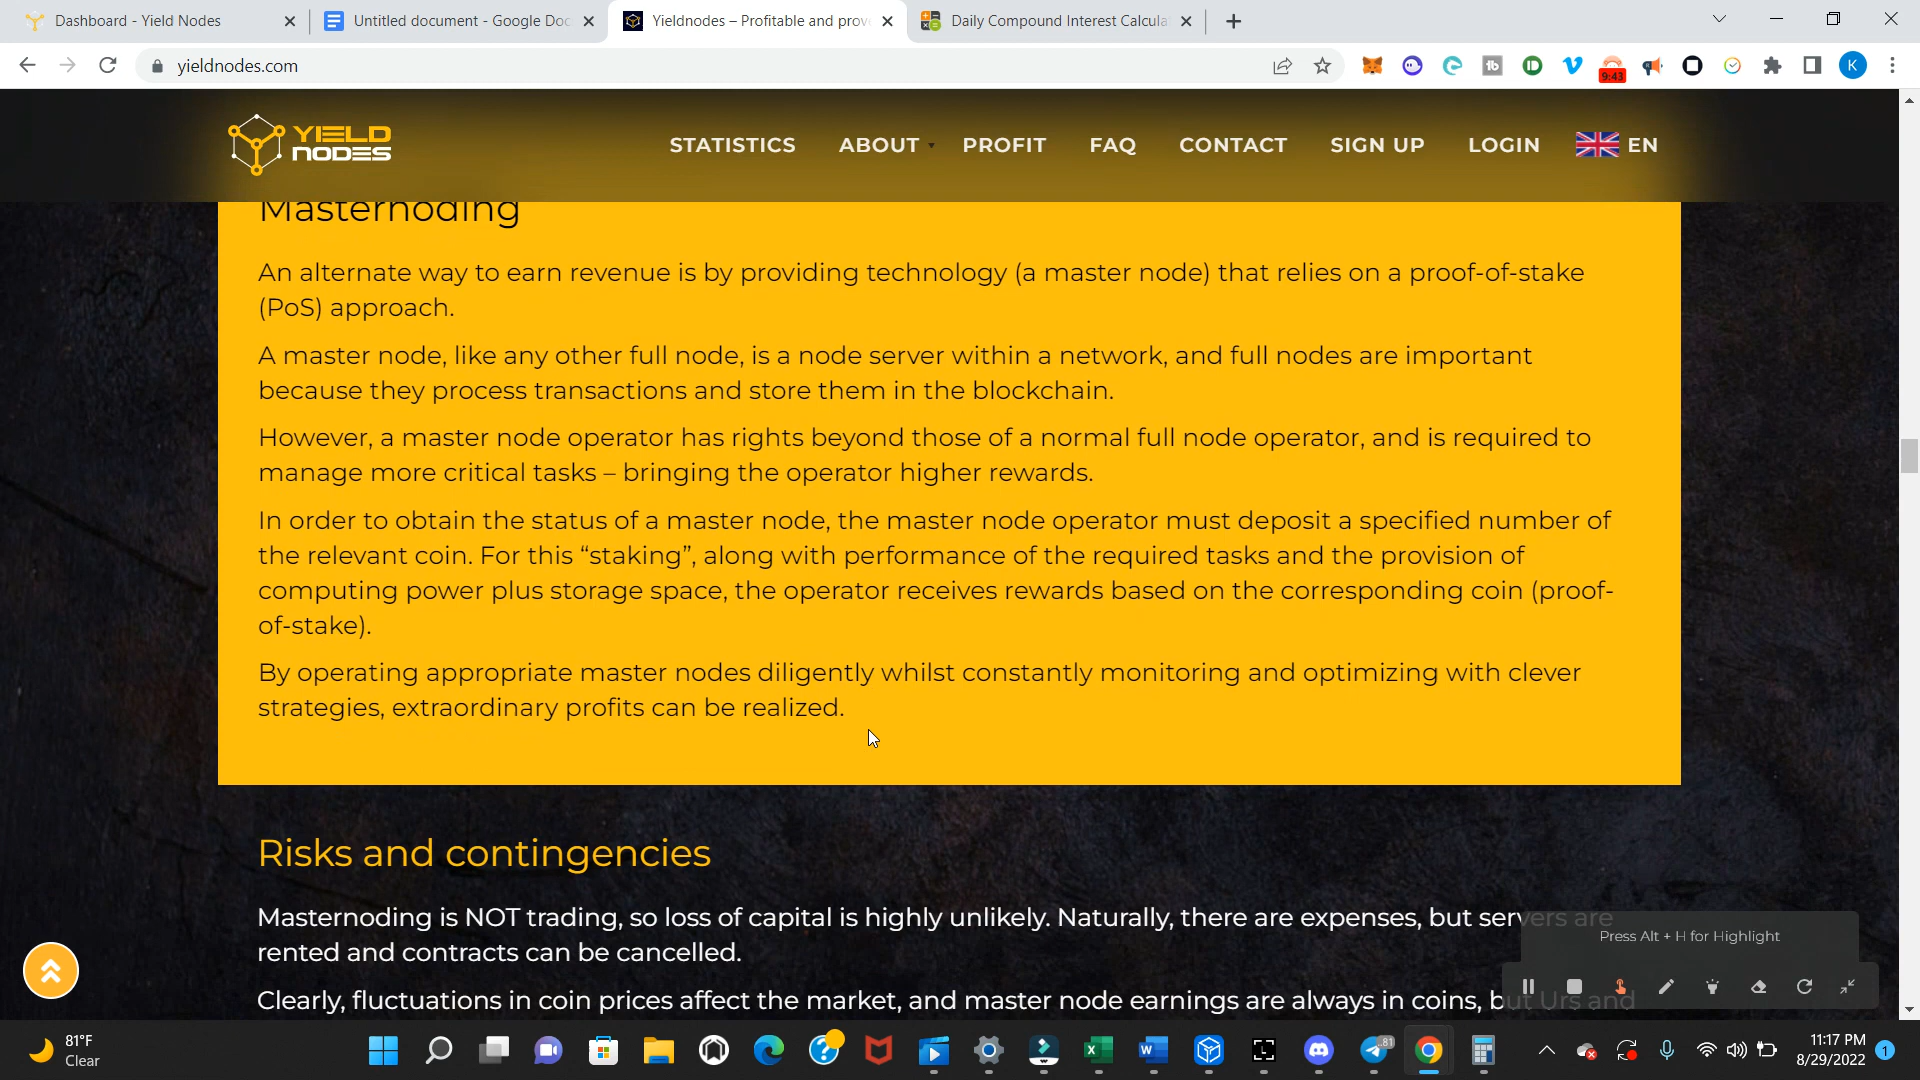 Dashboard - Yield Nodes
Untitled document - Google Doc
Yieldnodes – Profitable and prov
Daily Compound Interest Calcula
yieldnodes.com
9:43
K
YIELD
NODES
STATISTICS
ABOUT
PROFIT
FAQ
CONTACT
SIGN UP
LOGIN
EN
Masternoding
An alternate way to earn revenue is by providing technology (a master node) that relies on a proof-of-stake
(PoS) approach.
A master node, like any other full node, is a node server within a network, and full nodes are important
because they process transactions and store them in the blockchain.
However, a master node operator has rights beyond those of a normal full node operator, and is required to
manage more critical tasks – bringing the operator higher rewards.
In order to obtain the status of a master node, the master node operator must deposit a specified number of
the relevant coin. For this “staking”, along with performance of the required tasks and the provision of
computing power plus storage space, the operator receives rewards based on the corresponding coin (proof-
of-stake).
By operating appropriate master nodes diligently whilst constantly monitoring and optimizing with clever
strategies, extraordinary profits can be realized.
Risks and contingencies
Masternoding is NOT trading, so loss of capital is highly unlikely. Naturally, there are expenses, but servers are
rented and contracts can be cancelled.
Press Alt + H for Highlight
Clearly, fluctuations in coin prices affect the market, and master node earnings are always in coins, but Urs and
81°F
Clear
81
11:17 PM
8/29/2022
1